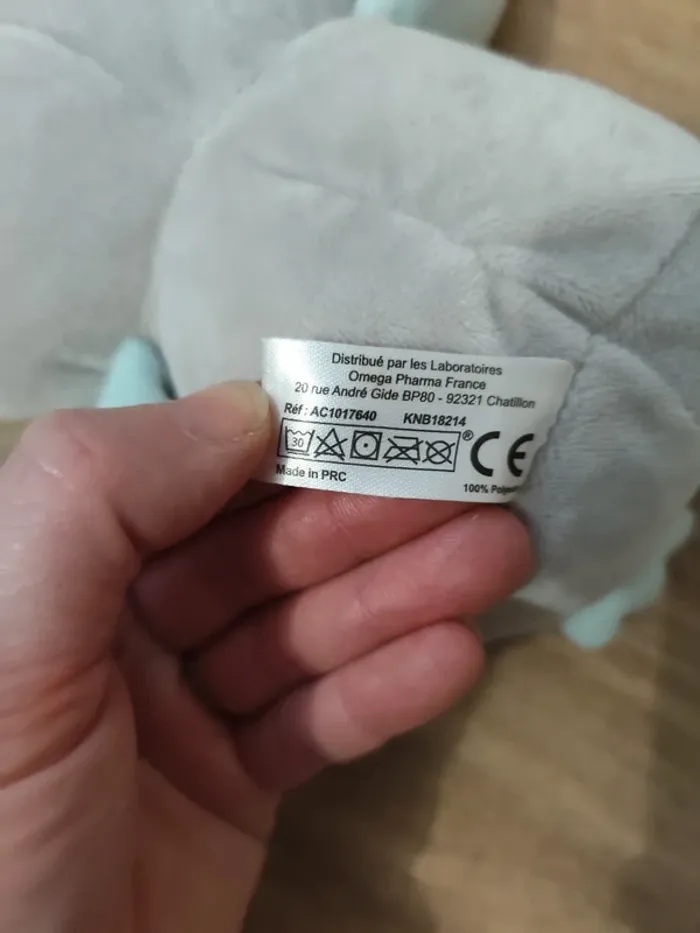 Distribué par les Laboratoires
Omega Pharma France
20 rue André Gide BP80 - 92321 Chatillon
Réf : AC1017640 KNB18214
30 ® CE
Made in PRC
100%